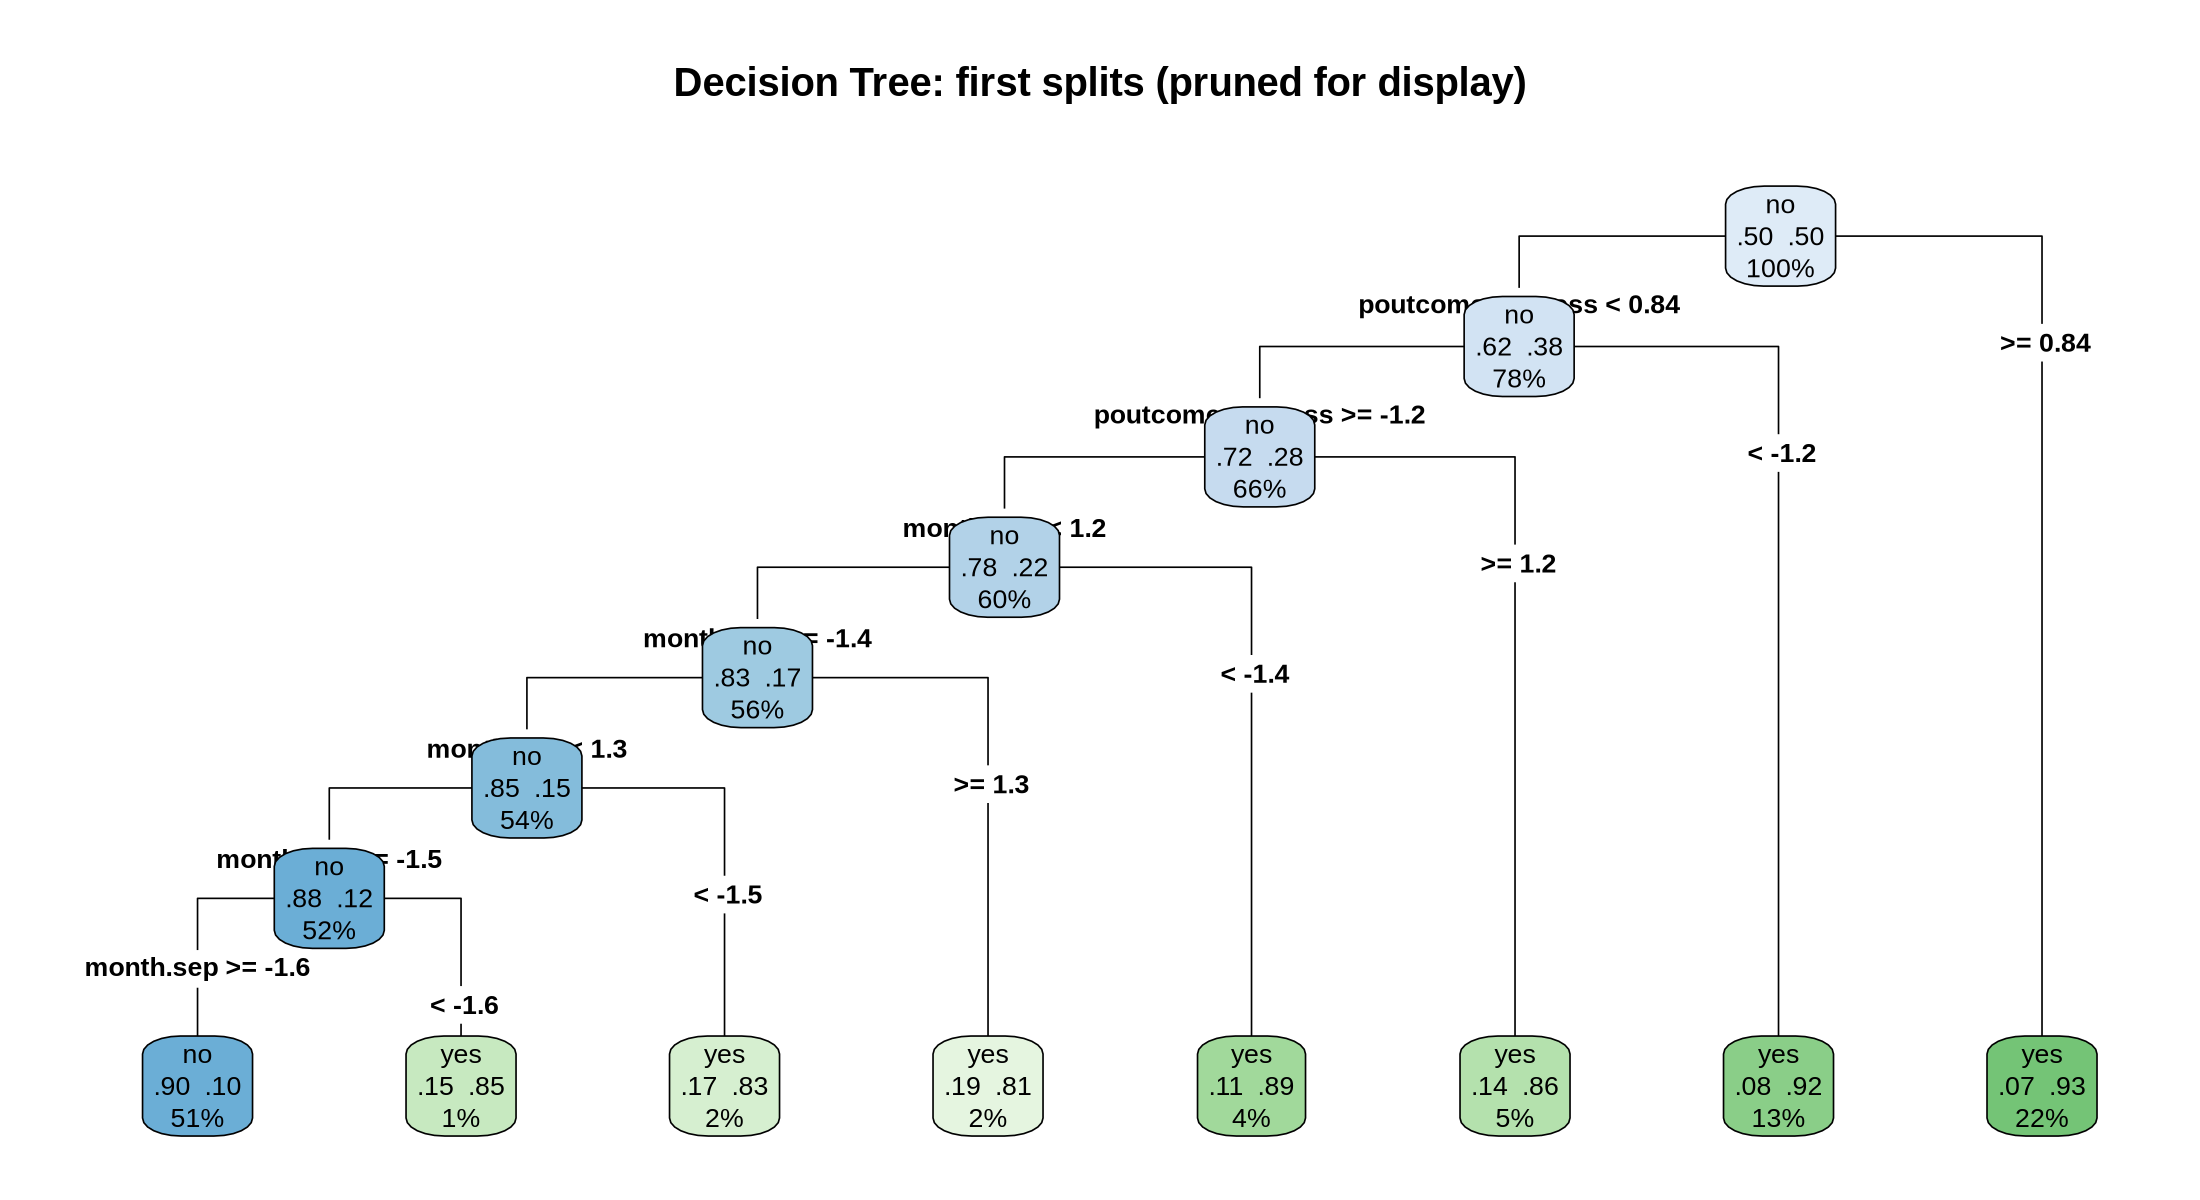 Decision Tree: first splits (pruned for display)
no
.50 .50
100%
< 0.84
>= 0.84
no
.62 .38
78%
>= -1.2
< -1.2
no
.72 .28
66%
< 1.2
>= 1.2
no
.78 .22
60%
-1.4
< -1.4
no
.83 .17
56%
1.3
>= 1.3
no
.85 .15
54%
-1.5
< -1.5
no
.88 .12
52%
month.sep >= -1.6
< -1.6
no
.90 .10
51%
yes
.15 .85
1%
yes
.17 .83
2%
yes
.19 .81
2%
yes
.11 .89
4%
yes
.14 .86
5%
yes
.08 .92
13%
yes
.07 .93
22%